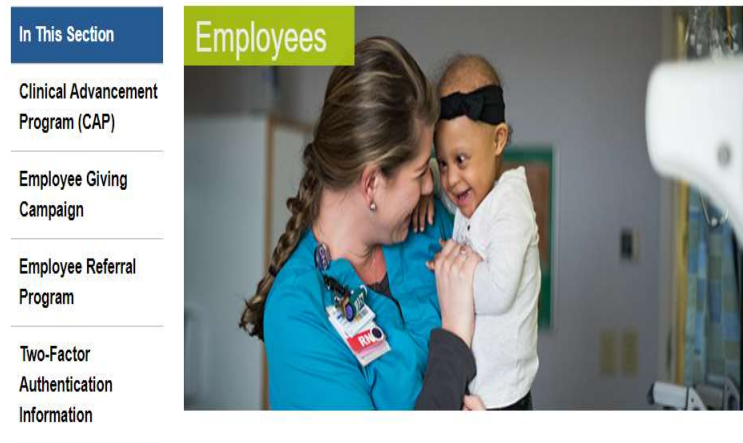 In This Section
Clinical Advancement
Program (CAP)
Employee Giving
Campaign
Employee Referral
Program
Two-Factor
Authentication
Information
Employees
RN